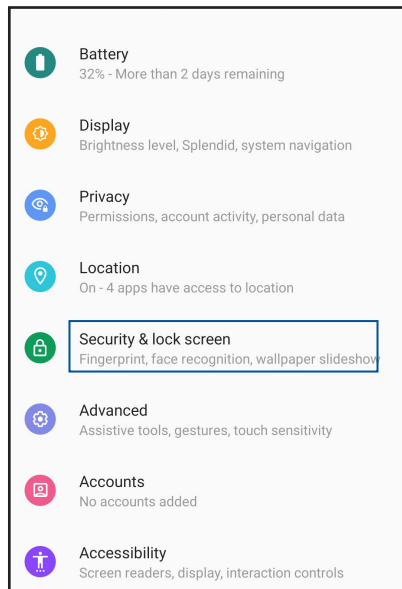 Battery
32% - More than 2 days remaining
Display
Brightness level, Splendid, system navigation
Privacy
Permissions, account activity, personal data
Location
On - 4 apps have access to location
Security & lock screen
Fingerprint, face recognition, wallpaper slideshow
Advanced
Assistive tools, gestures, touch sensitivity
Accounts
No accounts added
Accessibility
Screen readers, display, interaction controls